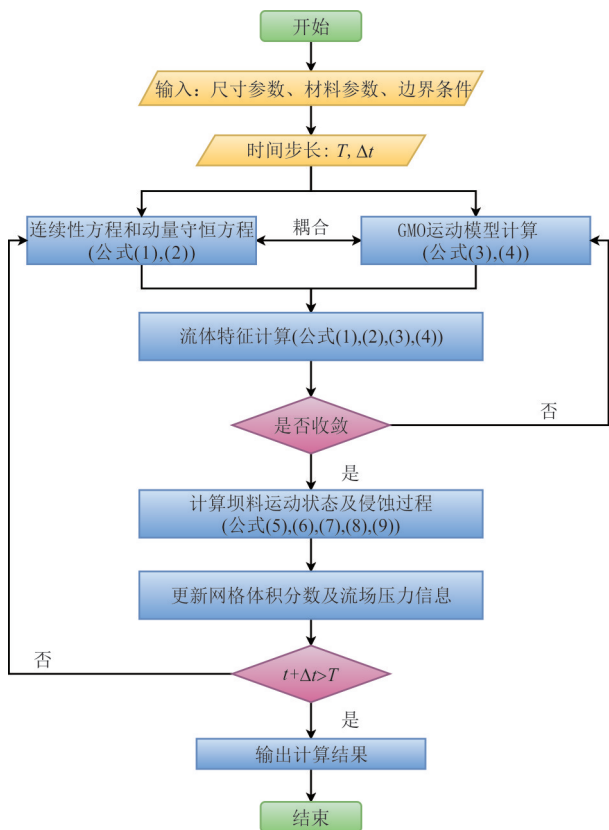 开始
输入：尺寸参数、材料参数、边界条件
时间步长：T, Δt
连续性方程和动量守恒方程
(公式(1),(2))
耦合
GMO运动模型计算
(公式(3),(4))
流体特征计算(公式(1),(2),(3),(4))
是否收敛
否
是
计算坝料运动状态及侵蚀过程
(公式(5),(6),(7),(8),(9))
更新网格体积分数及流场压力信息
否
t+Δt>T
是
输出计算结果
结束